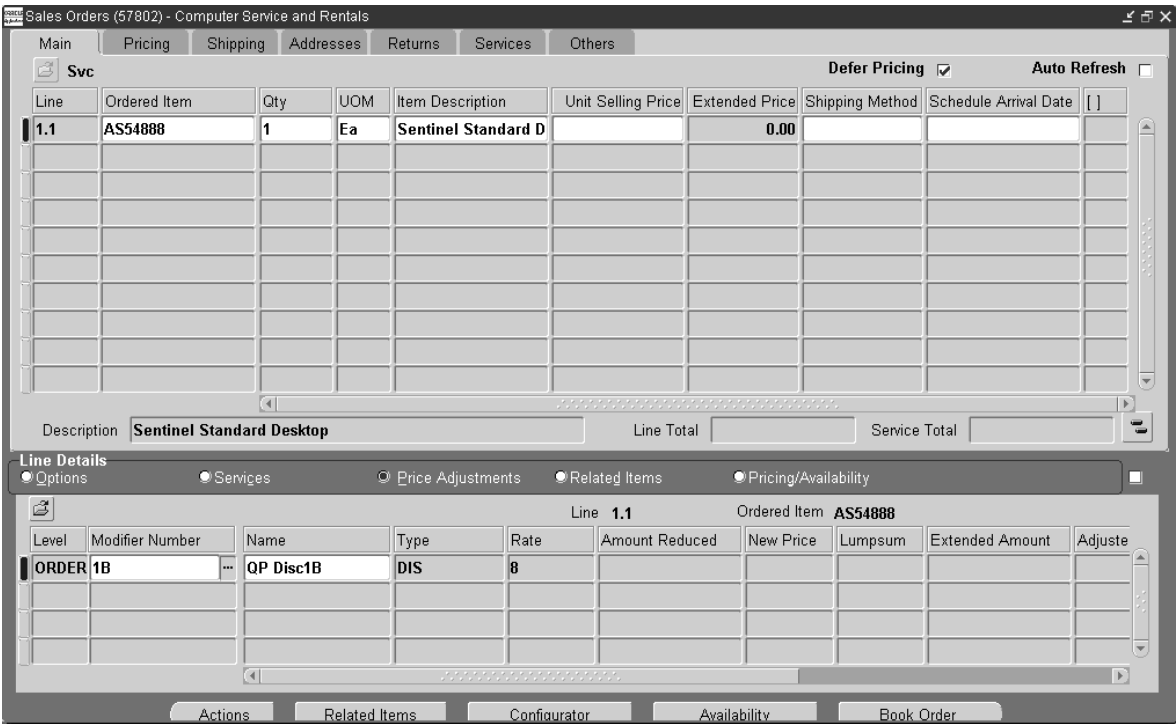 Sales Orders (57802) - Computer Service and Rentals
Main Pricing Shipping Addresses Returns Services Others
Svc Defer Pricing Auto Refresh
Line Ordered Item Qty UOM Item Description Unit Selling Price Extended Price Shipping Method Schedule Arrival Date [ ]
1.1 AS54888 1 Ea Sentinel Standard D 0.00
Description Sentinel Standard Desktop Line Total Service Total
Line Details
Options Services Price Adjustments Related Items Pricing/Availability
Line 1.1 Ordered Item AS54888
Level Modifier Number Name Type Rate Amount Reduced New Price Lumpsum Extended Amount Adjuste
ORDER 1B ... QP Disc1B DIS 8
Actions Related Items Configurator Availability Book Order